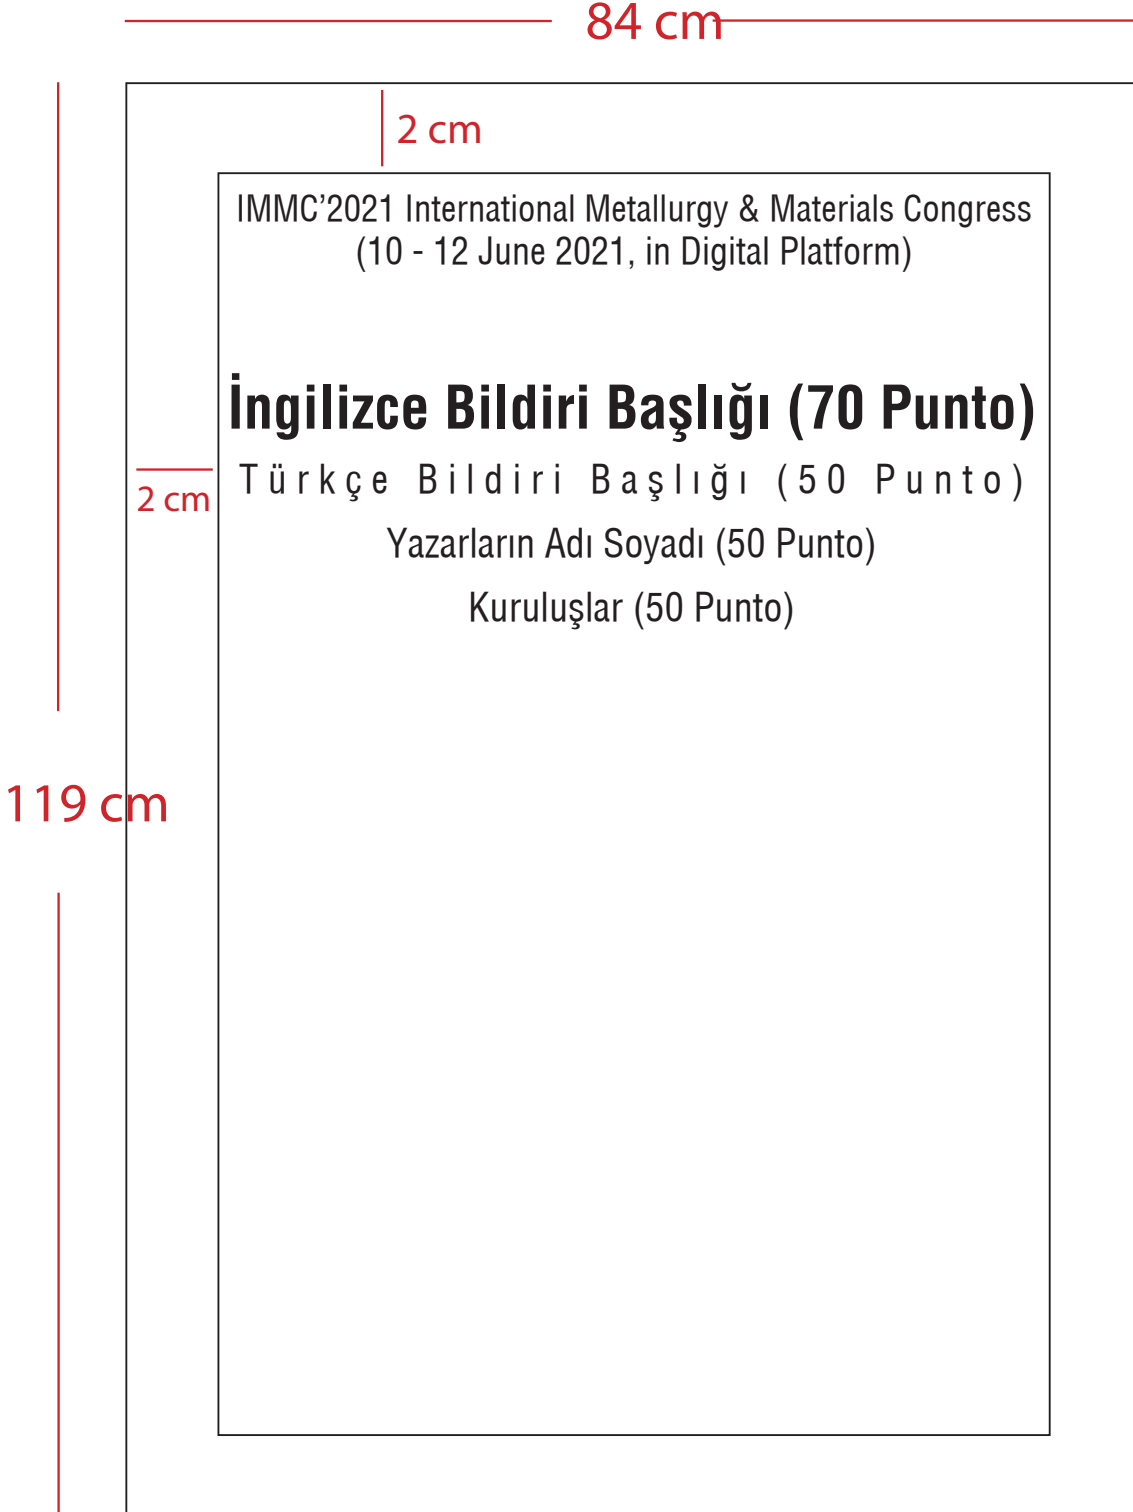 84 cm
2 cm
IMMC’2021 International Metallurgy & Materials Congress
(10 - 12 June 2021, in Digital Platform)
İngilizce Bildiri Başlığı (70 Punto)
Türkçe Bildiri Başlığı (50 Punto)
2 cm
Yazarların Adı Soyadı (50 Punto)
Kuruluşlar (50 Punto)
119 cm